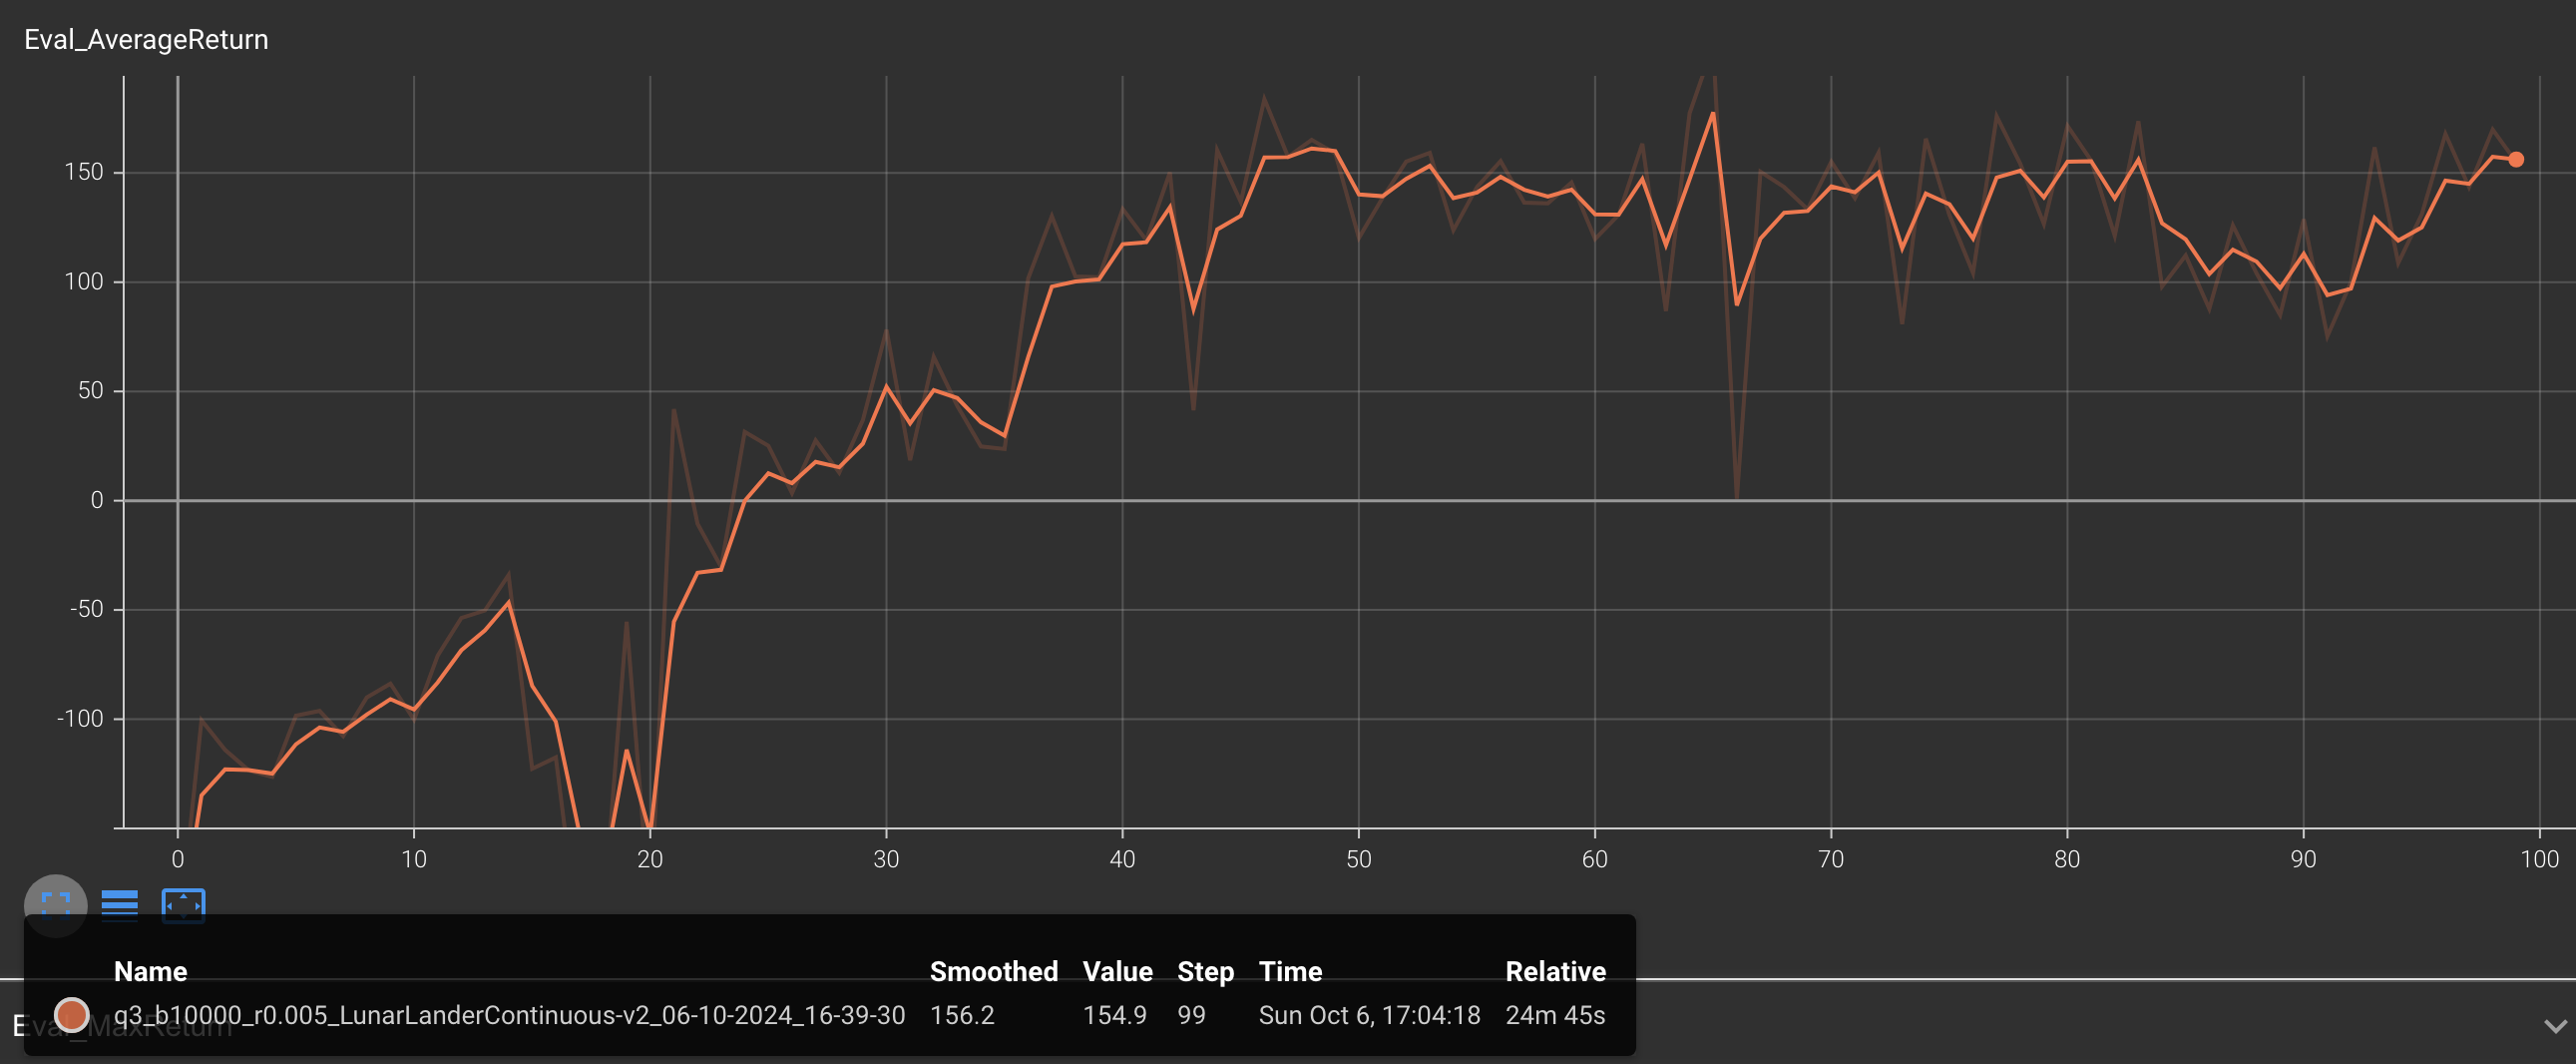 Eval_AverageReturn
150
100
50
0
-50
-100
0 10 20 30 40 50 60 70 80 90 100
Name Smoothed Value Step Time Relative
q3_b10000_r0.005_LunarLanderContinuous-v2_06-10-2024_16-39-30 156.2 154.9 99 Sun Oct 6, 17:04:18 24m 45s
Eval_MaxReturn